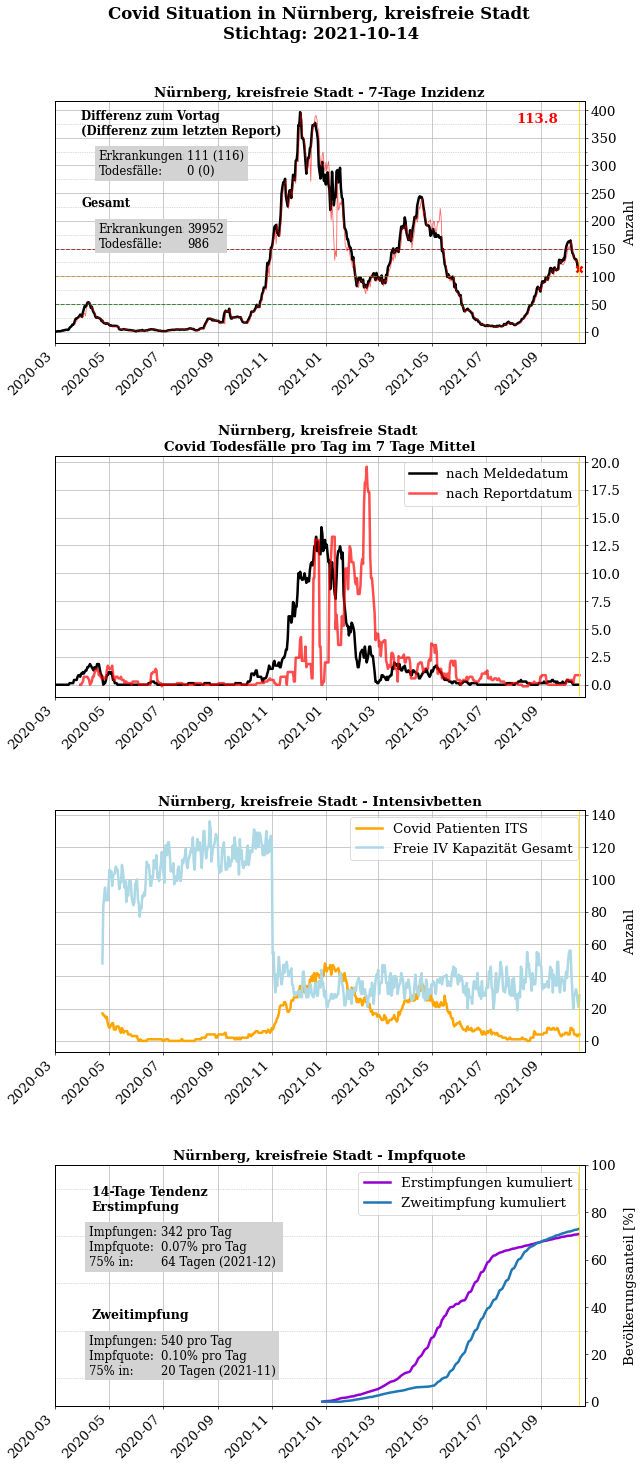 Covid Situation in Nürnberg, kreisfreie Stadt
Stichtag: 2021-10-14
Nürnberg, kreisfreie Stadt - 7-Tage Inzidenz
Differenz zum Vortag
(Differenz zum letzten Report)
Erkrankungen 111 (116)
Todesfälle: 0 (0)
Gesamt
Erkrankungen 39952
Todesfälle: 986
113.8
400
350
300
250
200
150
100
50
0
Anzahl
2020-03
2020-05
2020-07
2020-09
2020-11
2021-01
2021-03
2021-05
2021-07
2021-09
Nürnberg, kreisfreie Stadt
Covid Todesfälle pro Tag im 7 Tage Mittel
nach Meldedatum
nach Reportdatum
20.0
17.5
15.0
12.5
10.0
7.5
5.0
2.5
0.0
2020-03
2020-05
2020-07
2020-09
2020-11
2021-01
2021-03
2021-05
2021-07
2021-09
Nürnberg, kreisfreie Stadt - Intensivbetten
Covid Patienten ITS
Freie IV Kapazität Gesamt
140
120
100
80
60
40
20
0
Anzahl
2020-03
2020-05
2020-07
2020-09
2020-11
2021-01
2021-03
2021-05
2021-07
2021-09
Nürnberg, kreisfreie Stadt - Impfquote
14-Tage Tendenz
Erstimpfung
Impfungen: 342 pro Tag
Impfquote: 0.07% pro Tag
75% in: 64 Tagen (2021-12)
Zweitimpfung
Impfungen: 540 pro Tag
Impfquote: 0.10% pro Tag
75% in: 20 Tagen (2021-11)
Erstimpfungen kumuliert
Zweitimpfung kumuliert
100
80
60
40
20
0
Bevölkerungsanteil [%]
2020-03
2020-05
2020-07
2020-09
2020-11
2021-01
2021-03
2021-05
2021-07
2021-09